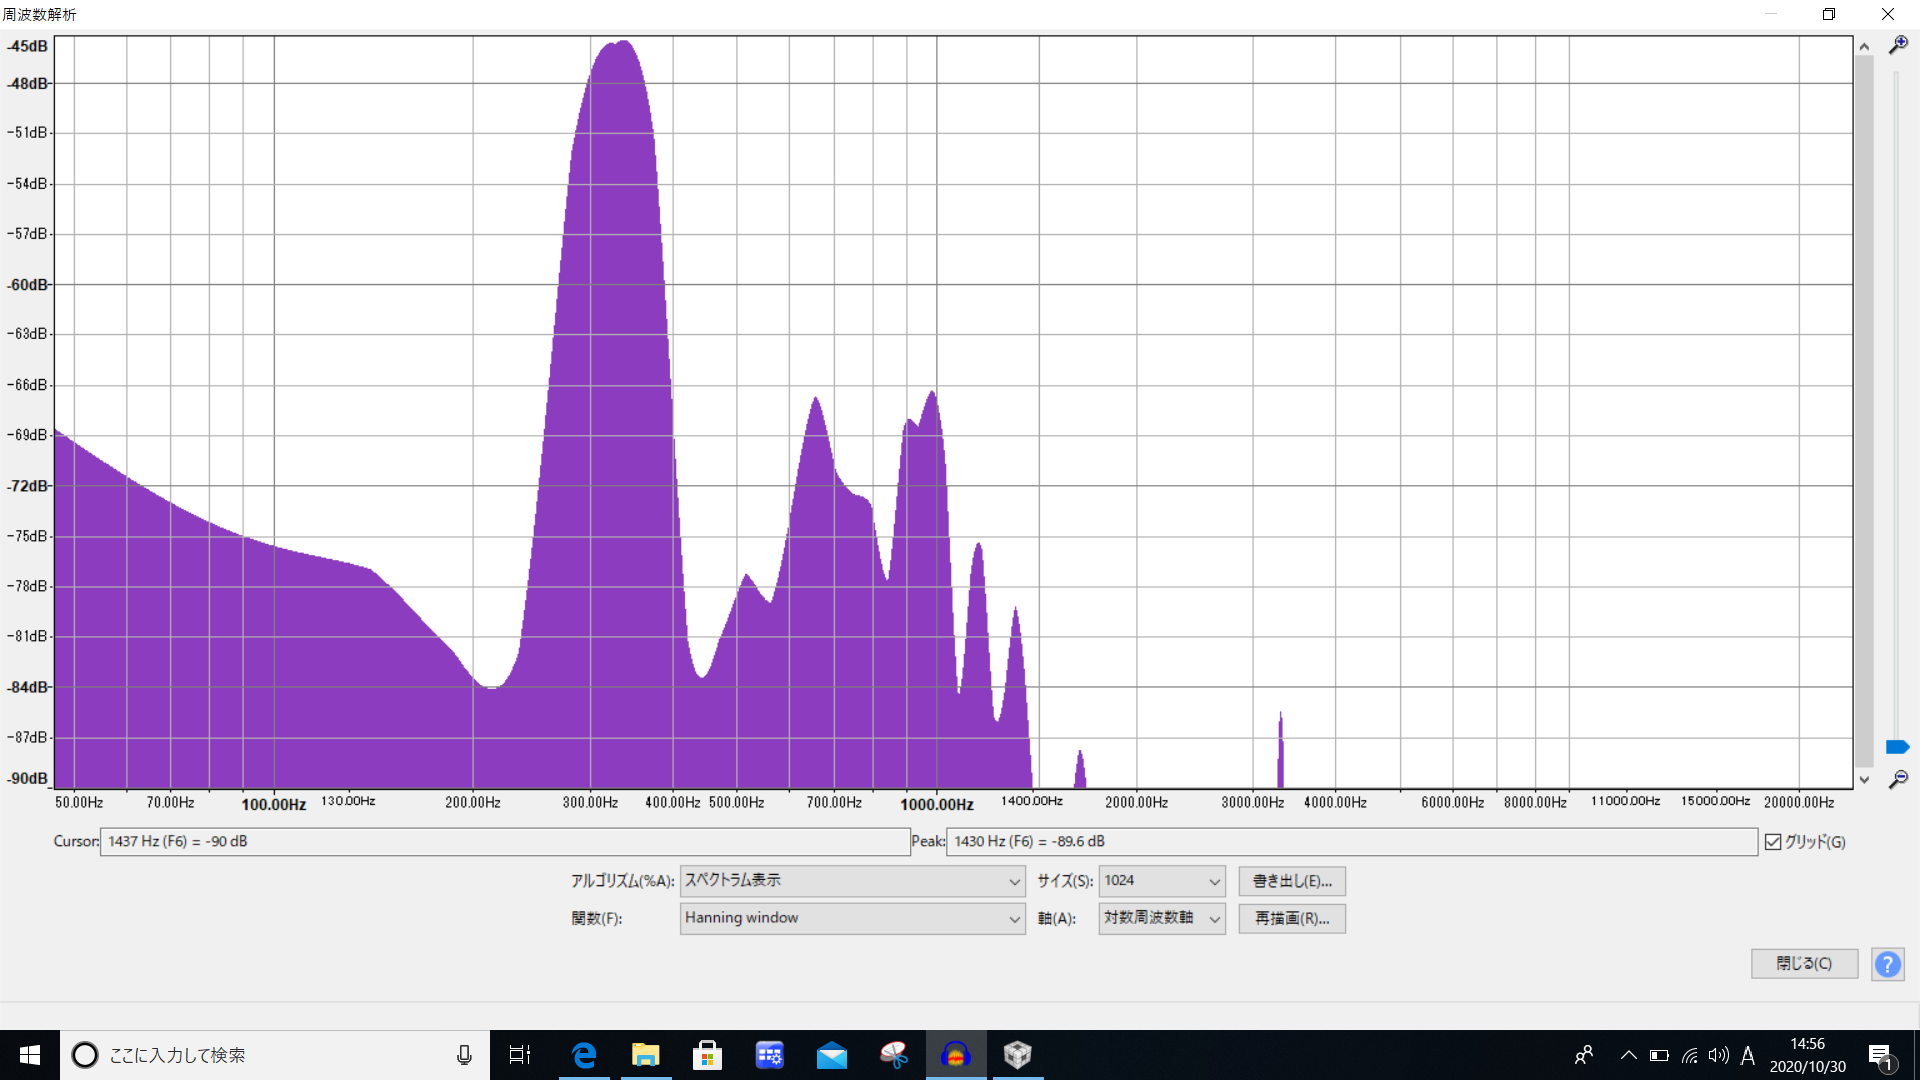 周波数解析
-45dB
-48dB
-51dB
-54dB
-57dB
-60dB
-63dB
-66dB
-69dB
-72dB
-75dB
-78dB
-81dB
-84dB
-87dB
-90dB
50.00Hz 70.00Hz 100.00Hz 130.00Hz 200.00Hz 300.00Hz 400.00Hz 500.00Hz 700.00Hz 1000.00Hz 1400.00Hz 2000.00Hz 3000.00Hz 4000.00Hz 6000.00Hz 8000.00Hz 11000.00Hz 15000.00Hz 20000.00Hz
Cursor: 1437 Hz (F6) = -90 dB Peak: 1430 Hz (F6) = -89.6 dB グリッド(G)
アルゴリズム(%A): スペクトラム表示 サイズ(S): 1024 書き出し(E)...
関数(F): Hanning window 軸(A): 対数周波数軸 再描画(R)...
閉じる(C) ?
ここに入力して検索
A
14:56
2020/10/30
1